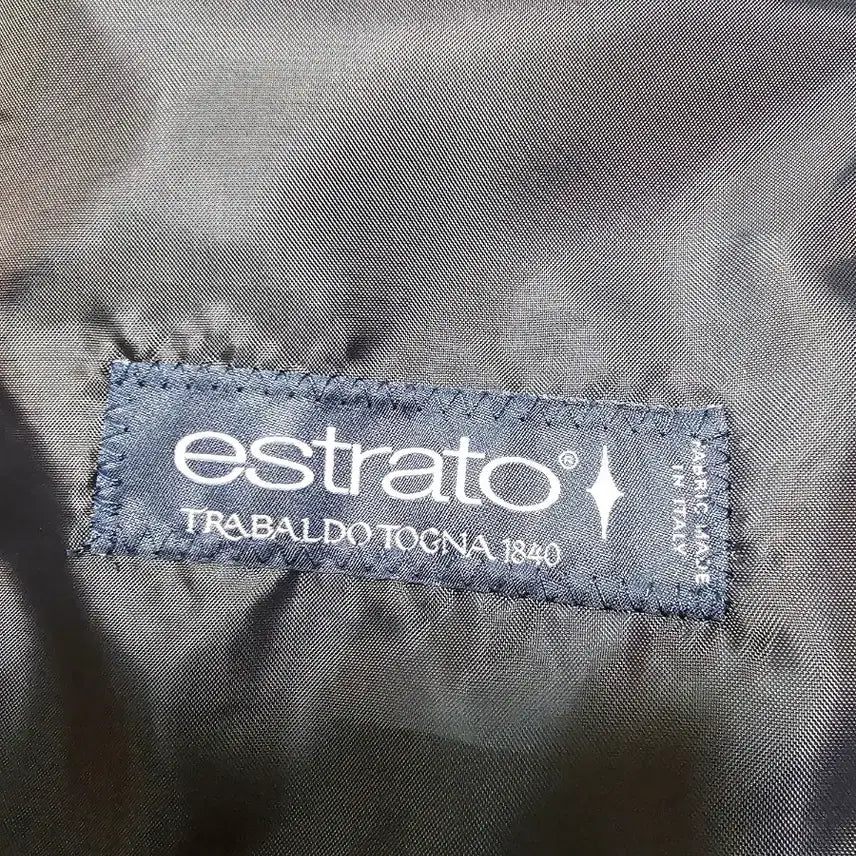 estrato®
TRABALDO TOGNA 1840
FABRIC MADE
IN ITALY